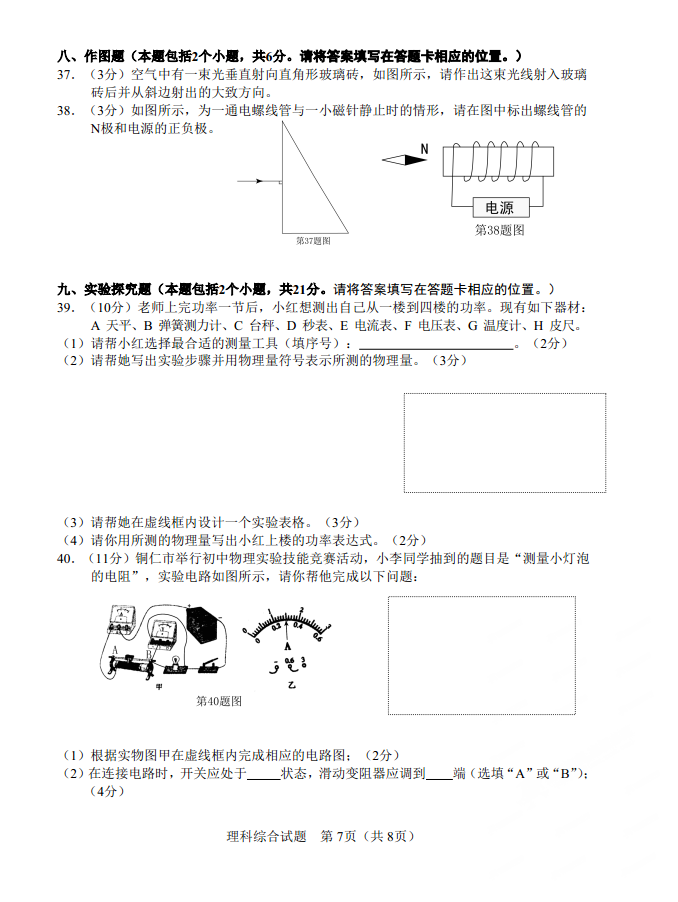 八、作图题（本题包括2个小题，共6分。请将答案填写在答题卡相应的位置。）
37．（3分）空气中有一束光垂直射向直角形玻璃砖，如图所示，请作出这束光线射入玻璃
砖后并从斜边射出的大致方向。
38．（3分）如图所示，为一通电螺线管与一小磁针静止时的情形，请在图中标出螺线管的
N极和电源的正负极。
N
电源
第37题图
第38题图
九、实验探究题（本题包括2个小题，共21分。请将答案填写在答题卡相应的位置。）
39．（10分）老师上完功率一节后，小红想测出自己从一楼到四楼的功率。现有如下器材：
A 天平、B 弹簧测力计、C 台秤、D 秒表、E 电流表、F 电压表、G 温度计、H 皮尺。
（1）请帮小红选择最合适的测量工具（填序号）：______________________。（2分）
（2）请帮她写出实验步骤并用物理量符号表示所测的物理量。（3分）
（3）请帮她在虚线框内设计一个实验表格。（3分）
（4）请你用所测的物理量写出小红上楼的功率表达式。（2分）
40．（11分）铜仁市举行初中物理实验技能竞赛活动，小李同学抽到的题目是“测量小灯泡
的电阻”，实验电路如图所示，请你帮他完成以下问题：
A
B
甲
0 1 2 3
0 0.2 0.4 0.6
A
- 0.6 3
乙
第40题图
（1）根据实物图甲在虚线框内完成相应的电路图；（2分）
（2）在连接电路时，开关应处于_____状态，滑动变阻器应调到____端（选填“A”或“B”）；
（4分）
理科综合试题 第 7页（共 8页）